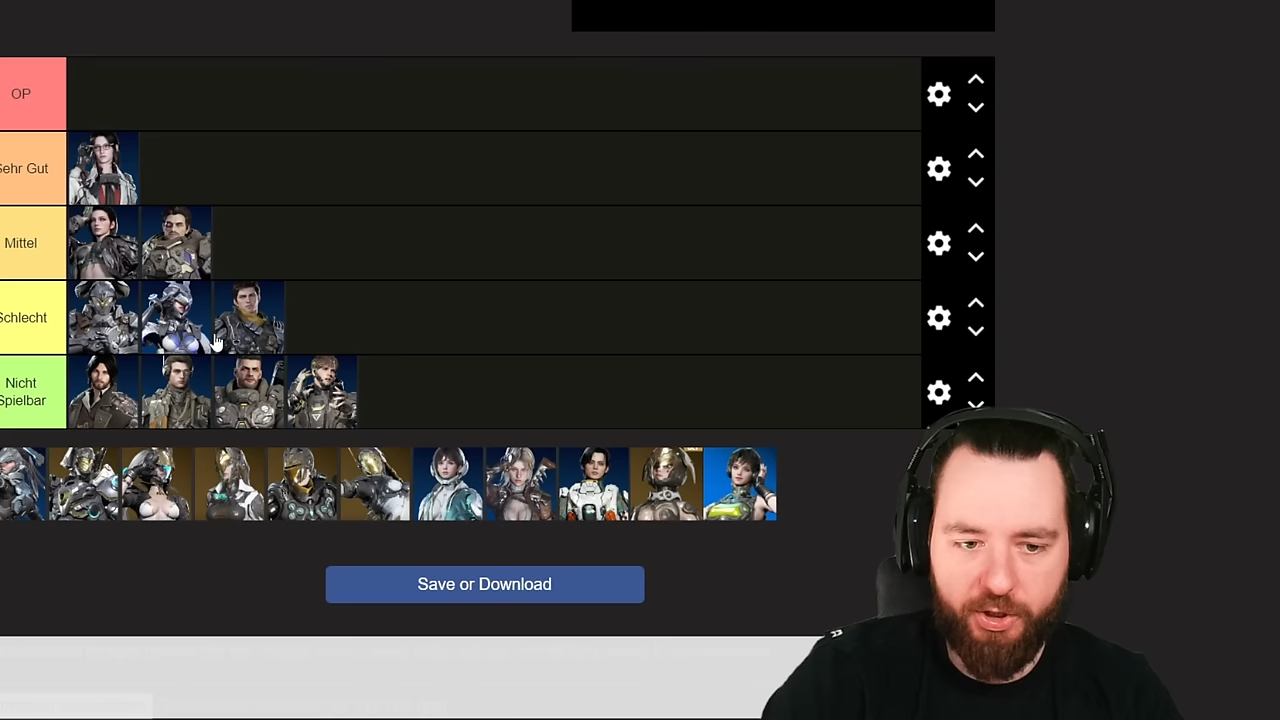 OP
Sehr Gut
Mittel
Schlecht
Nicht
Spielbar
Save or Download